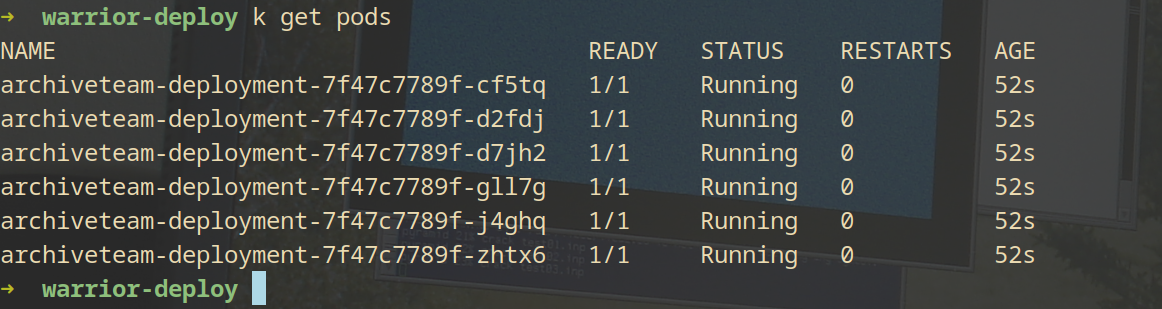 → warrior-deploy k get pods
NAME READY STATUS RESTARTS AGE
archiveteam-deployment-7f47c7789f-cf5tq 1/1 Running 0 52s
archiveteam-deployment-7f47c7789f-d2fdj 1/1 Running 0 52s
archiveteam-deployment-7f47c7789f-d7jh2 1/1 Running 0 52s
archiveteam-deployment-7f47c7789f-gll7g 1/1 Running 0 52s
archiveteam-deployment-7f47c7789f-j4ghq 1/1 Running 0 52s
archiveteam-deployment-7f47c7789f-zhtx6 1/1 Running 0 52s
→ warrior-deploy